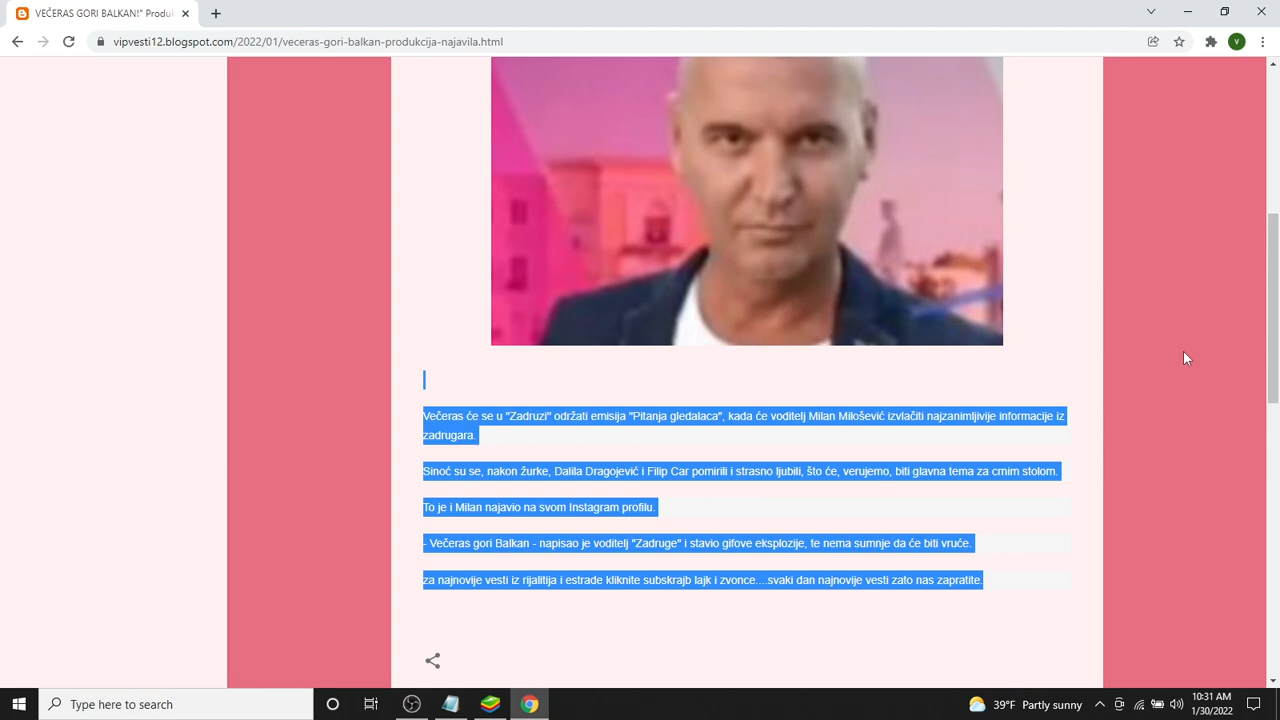 VEČERAS GORI BALKAN!" Produ
vipvesti12.blogspot.com/2022/01/veceras-gori-balkan-produkcija-najavila.html
V
Večeras će se u "Zadruzi" održati emisija "Pitanja gledalaca", kada će voditelj Milan Milošević izvlačiti najzanimljivije informacije iz
zadrugara.
Sinoć su se, nakon žurke, Dalila Dragojević i Filip Car pomirili i strasno ljubili, što će, verujemo, biti glavna tema za crnim stolom.
To je i Milan najavio na svom Instagram profilu.
- Večeras gori Balkan - napisao je voditelj "Zadruge" i stavio gifove eksplozije, te nema sumnje da će biti vruće.
za najnovije vesti iz rijalitija i estrade kliknite subskrajb lajk i zvonce....svaki dan najnovije vesti zato nas zapratite.
Type here to search
39°F Partly sunny
10:31 AM
1/30/2022